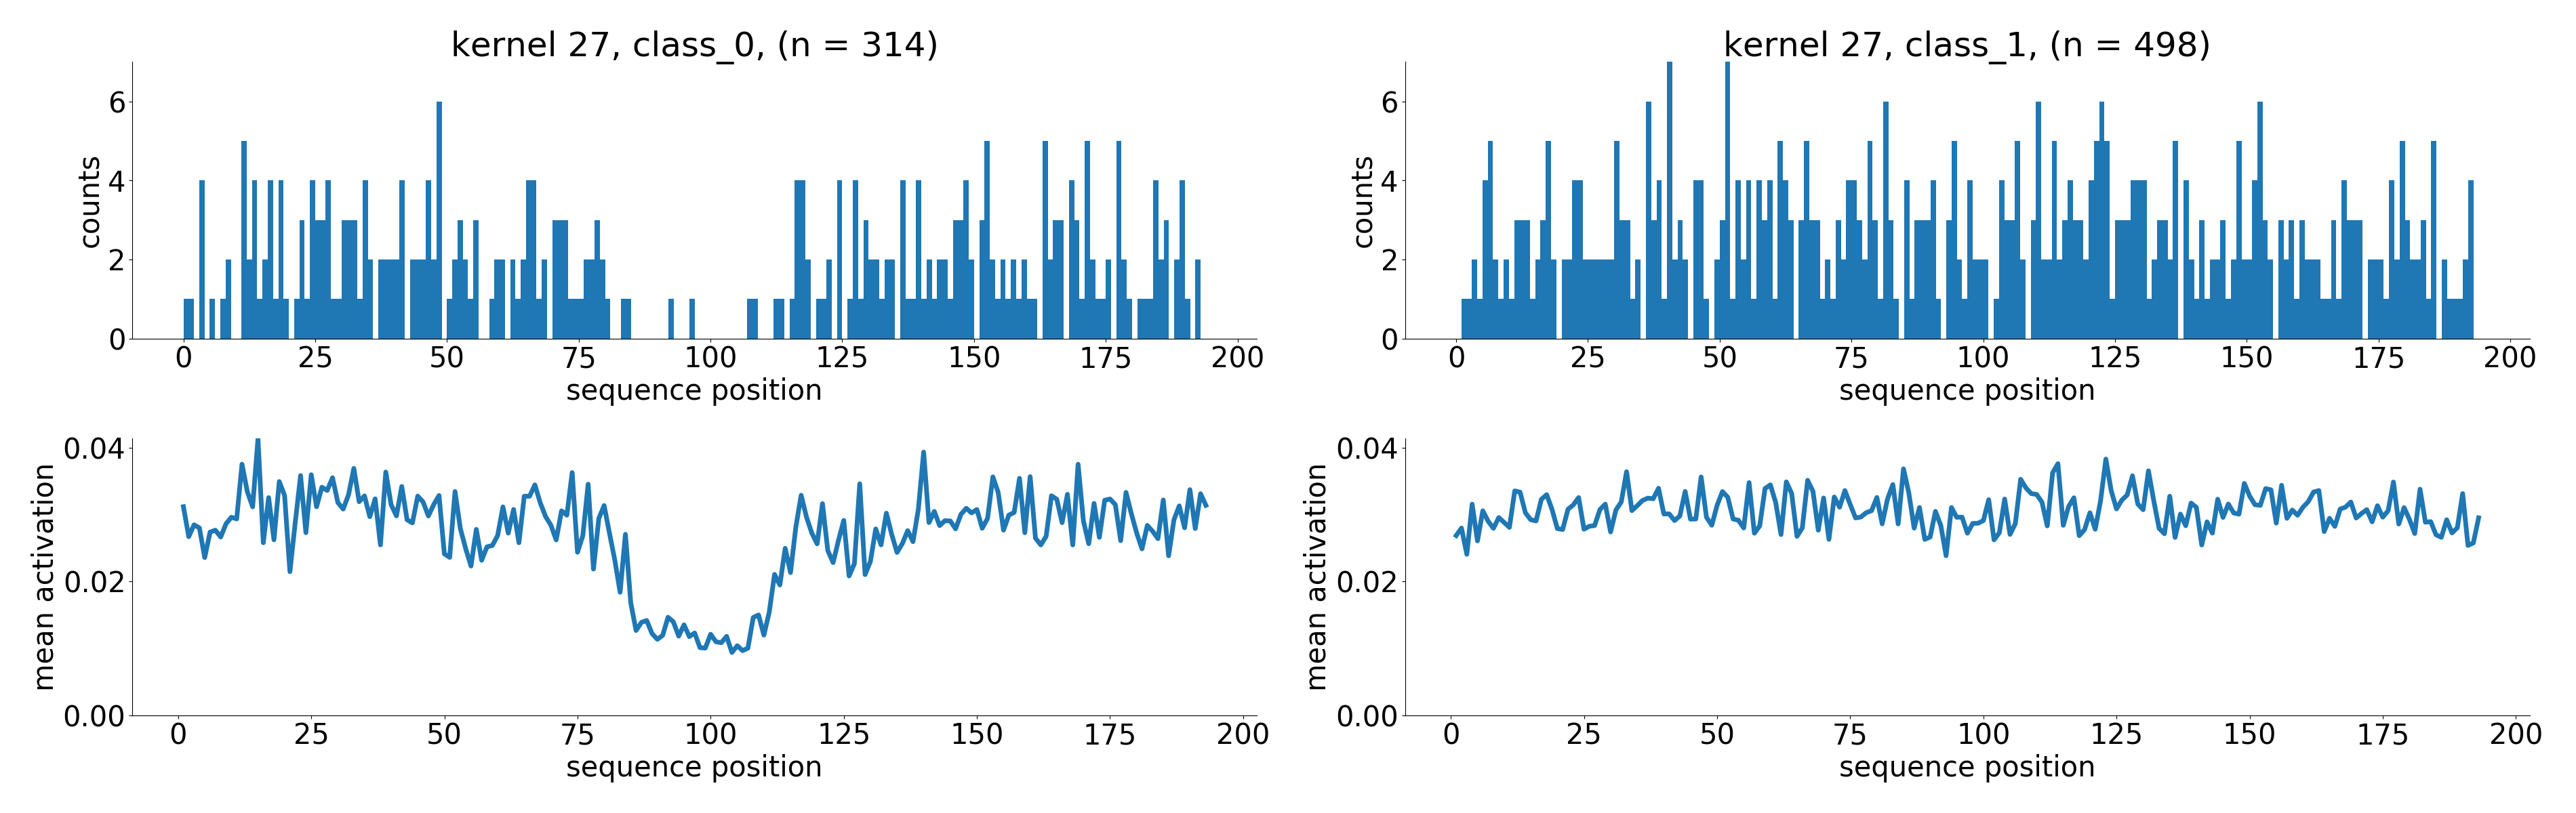 kernel 27, class_0, (n = 314)
counts
6
4
2
0
0 25 50 75 100 125 150 175 200
sequence position
kernel 27, class_1, (n = 498)
counts
6
4
2
0
0 25 50 75 100 125 150 175 200
sequence position
mean activation
0.04
0.02
0.00
0 25 50 75 100 125 150 175 200
sequence position
mean activation
0.04
0.02
0.00
0 25 50 75 100 125 150 175 200
sequence position